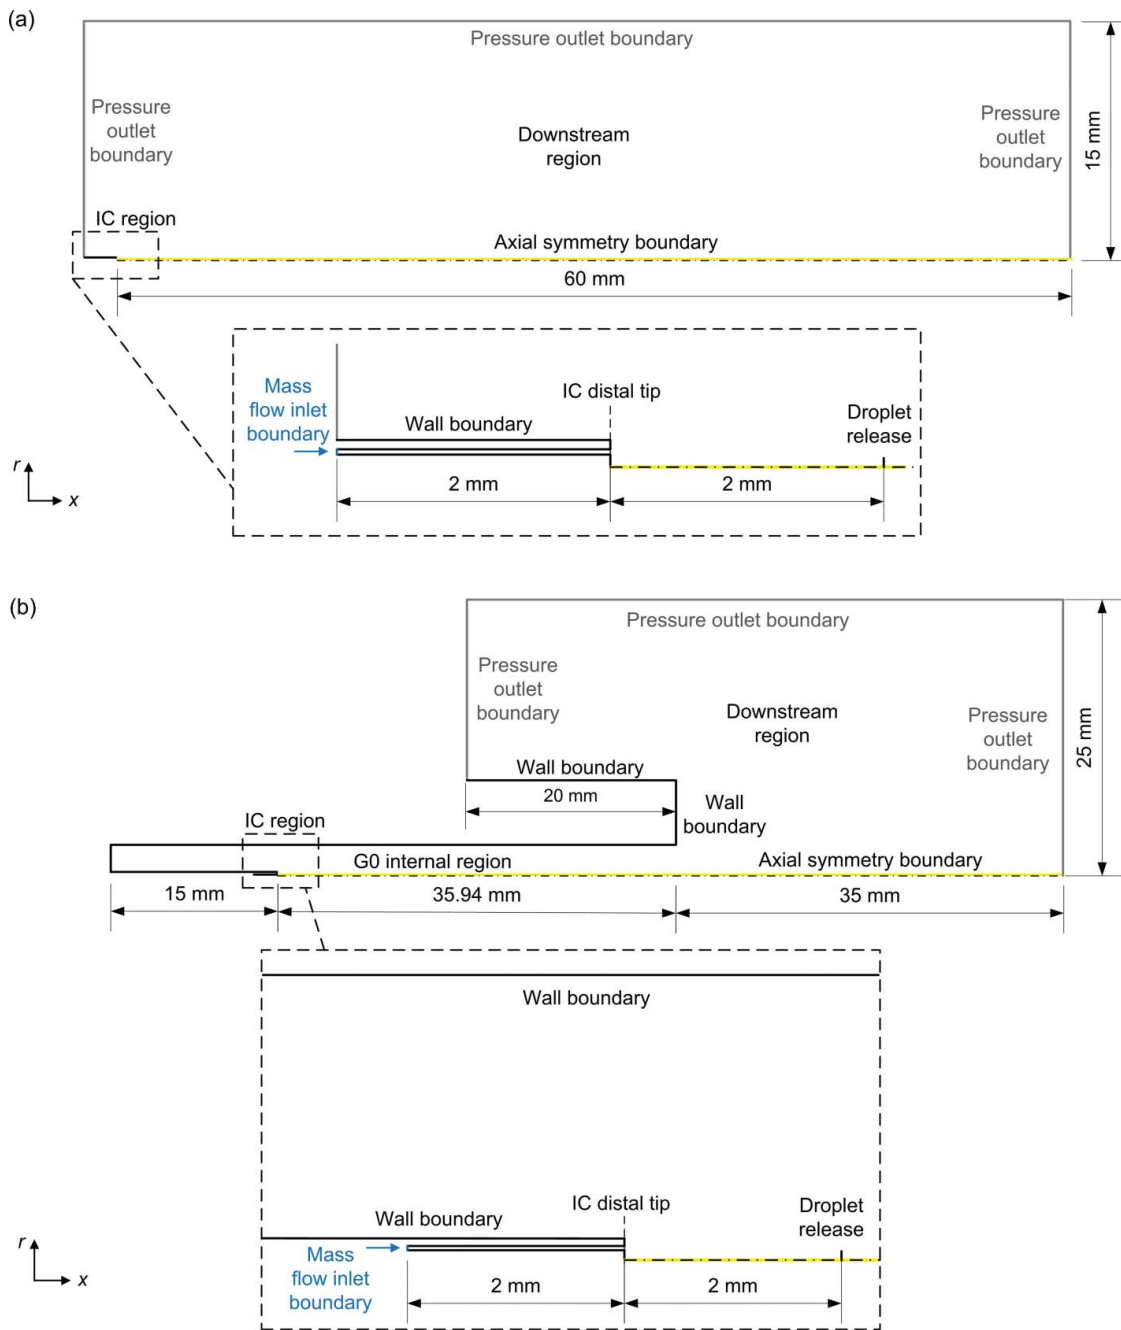 (a)
Pressure outlet boundary
Pressure
outlet
boundary
Downstream
region
Pressure
outlet
boundary
15 mm
IC region
Axial symmetry boundary
60 mm
Mass
flow inlet
boundary
Wall boundary
IC distal tip
Droplet
release
2 mm
2 mm
r
x
(b)
Pressure outlet boundary
Pressure
outlet
boundary
Downstream
region
Pressure
outlet
boundary
25 mm
Wall boundary
20 mm
Wall
boundary
IC region
G0 internal region
Axial symmetry boundary
15 mm
35.94 mm
35 mm
Wall boundary
IC distal tip
Droplet
release
Wall boundary
Mass
flow inlet
boundary
2 mm
2 mm
r
x